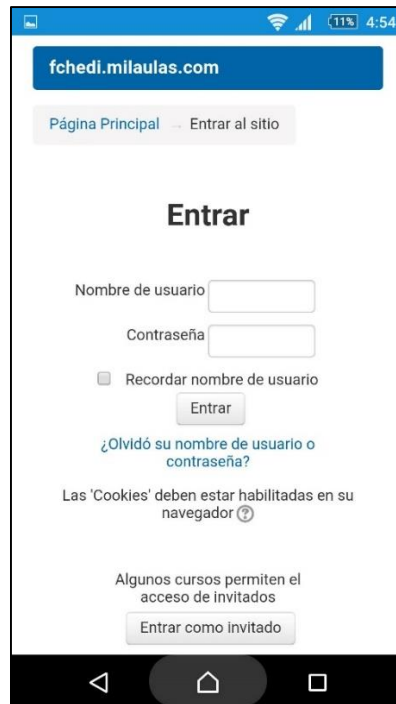 11% 4:54
fchedi.milaulas.com
Página Principal → Entrar al sitio
Entrar
Nombre de usuario
Contraseña
Recordar nombre de usuario
Entrar
¿Olvidó su nombre de usuario o
contraseña?
Las 'Cookies' deben estar habilitadas en su
navegador ?
Algunos cursos permiten el
acceso de invitados
Entrar como invitado